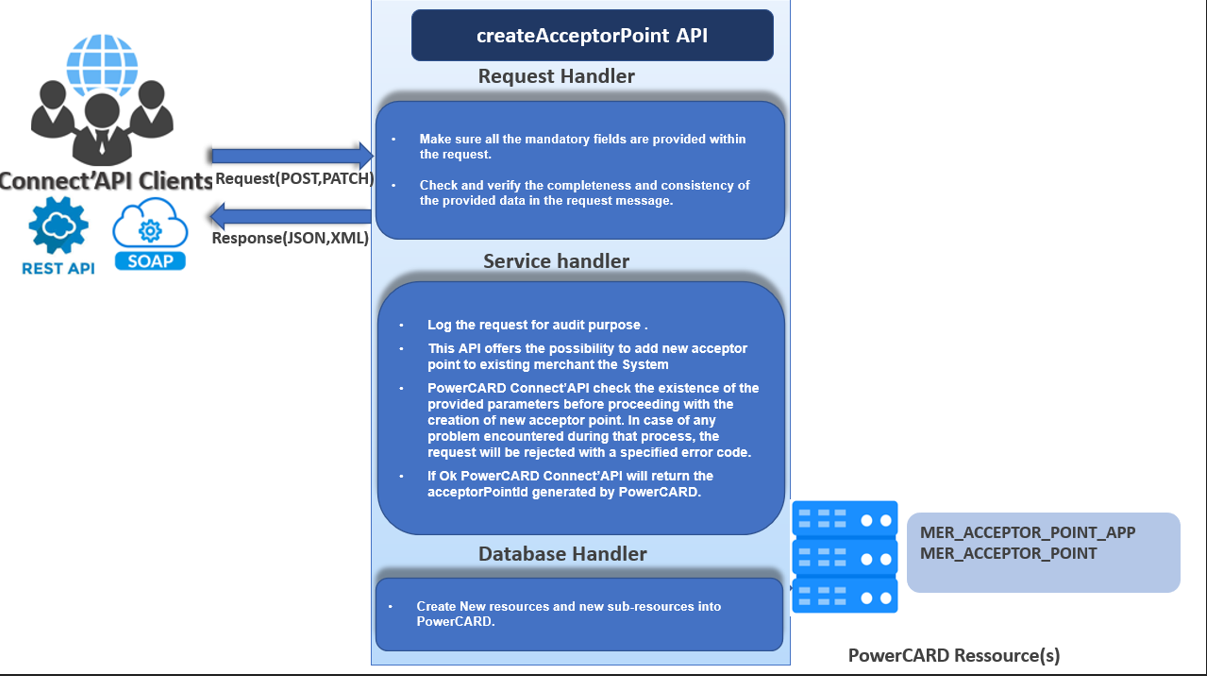 createAcceptorPoint API
Request Handler
• Make sure all the mandatory fields are provided within
the request.
• Check and verify the completeness and consistency of
the provided data in the request message.
Connect'API Clients
Request(POST,PATCH)
Response(JSON,XML)
REST API
SOAP
Service handler
• Log the request for audit purpose .
• This API offers the possibility to add new acceptor
point to existing merchant the System
• PowerCARD Connect'API check the existence of the
provided parameters before proceeding with the
creation of new acceptor point. In case of any
problem encountered during that process, the
request will be rejected with a specified error code.
• If Ok PowerCARD Connect'API will return the
acceptorPointId generated by PowerCARD.
Database Handler
• Create New resources and new sub-resources into
PowerCARD.
MER_ACCEPTOR_POINT_APP
MER_ACCEPTOR_POINT
PowerCARD Ressource(s)